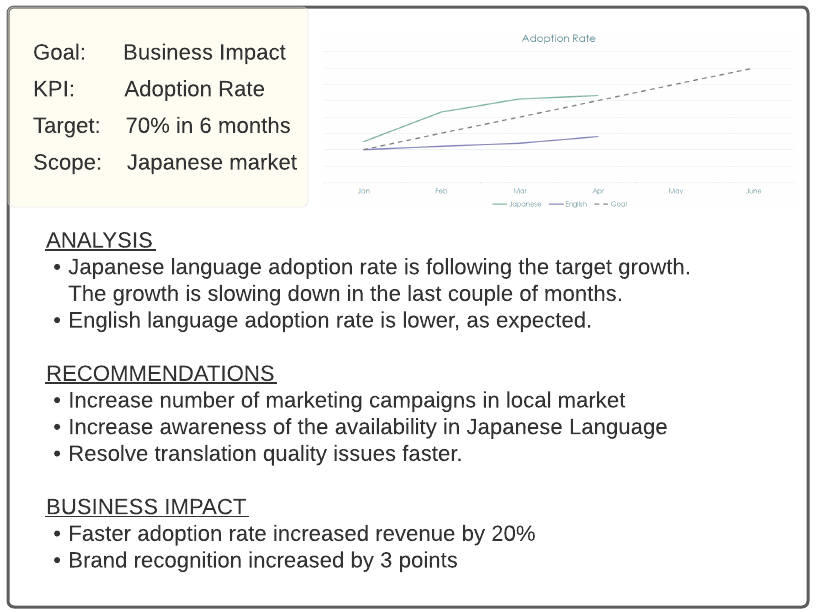 Goal: Business Impact
KPI: Adoption Rate
Target: 70% in 6 months
Scope: Japanese market
Adoption Rate
Jan Feb Mar Apr May June
Japanese English Goal
ANALYSIS
• Japanese language adoption rate is following the target growth.
The growth is slowing down in the last couple of months.
• English language adoption rate is lower, as expected.
RECOMMENDATIONS
• Increase number of marketing campaigns in local market
• Increase awareness of the availability in Japanese Language
• Resolve translation quality issues faster.
BUSINESS IMPACT
• Faster adoption rate increased revenue by 20%
• Brand recognition increased by 3 points